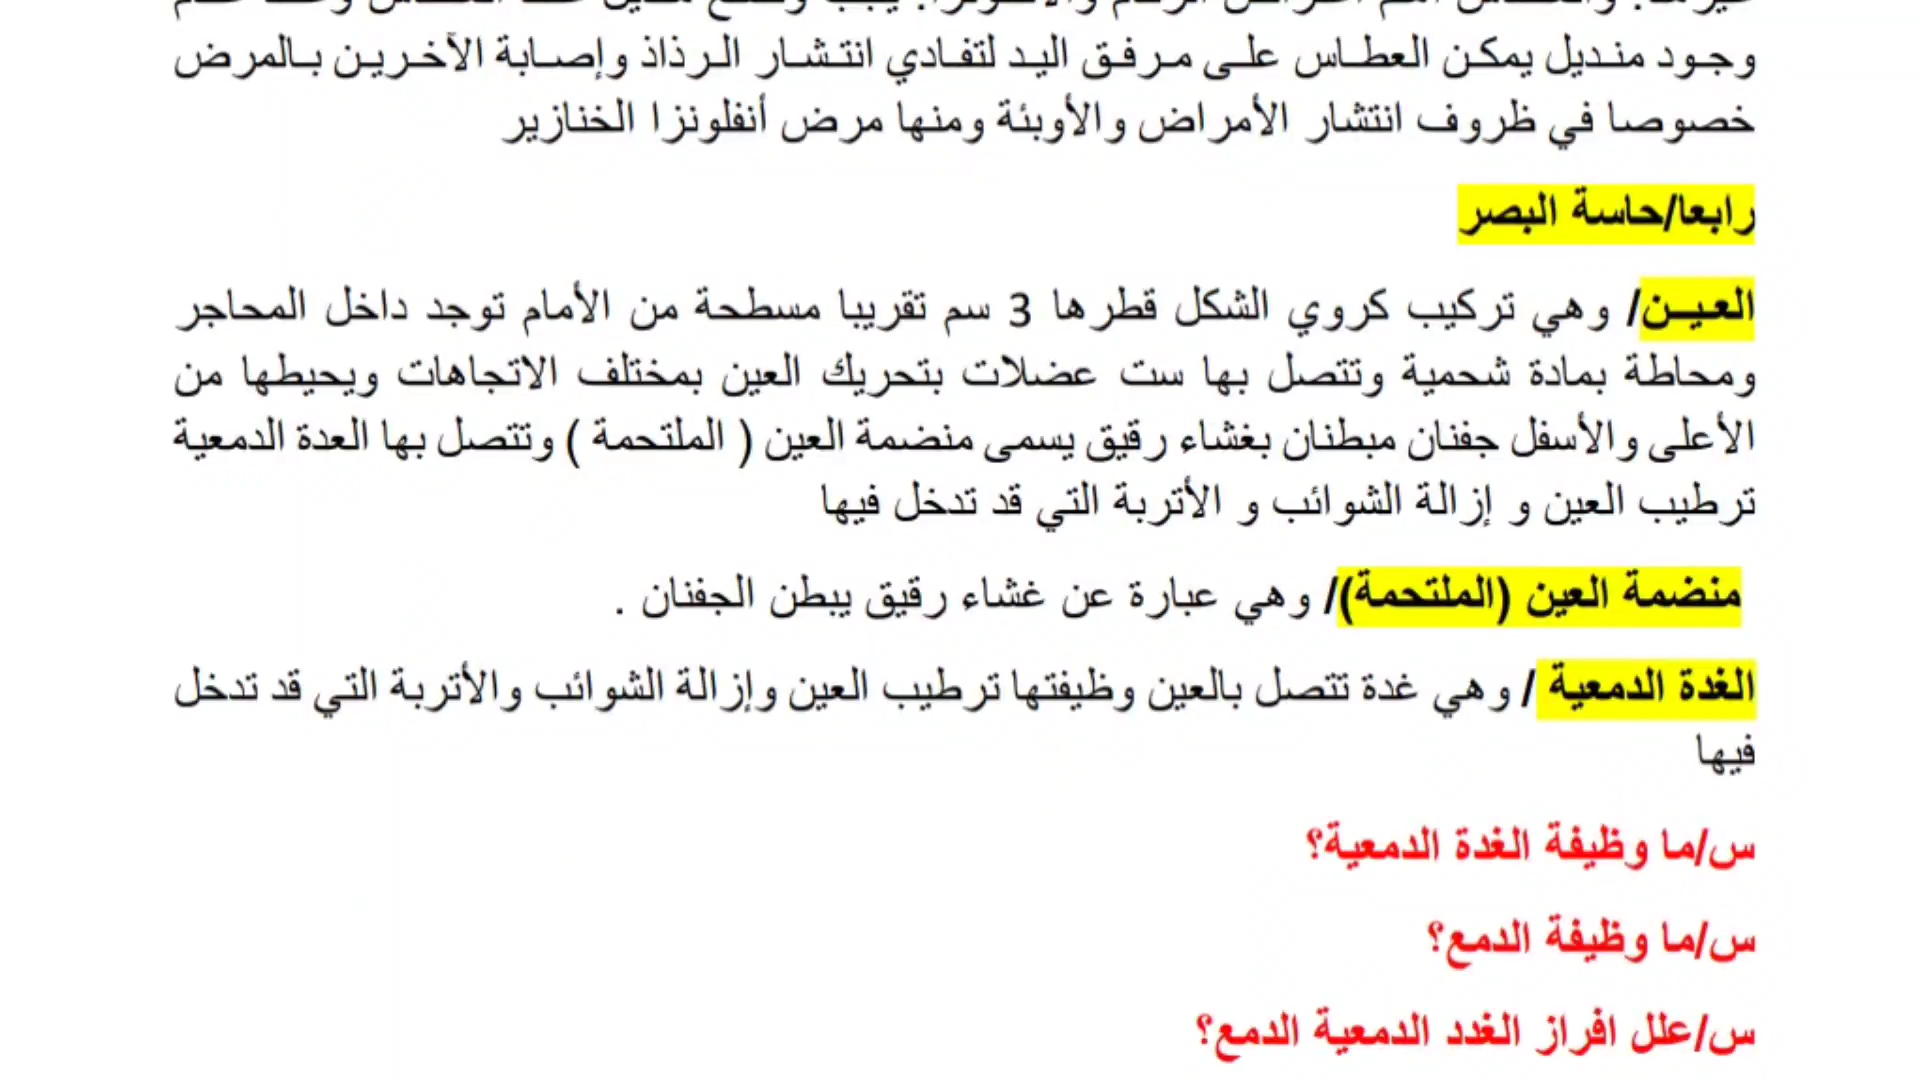 وجود منديل يمكن العطاس على مرفق اليد لتفادي انتشار الرذاذ وإصابة الآخرين بالمرض
خصوصا في ظروف انتشار الأمراض والأوبئة ومنها مرض أنفلونزا الخنازير
رابعا/حاسة البصر
العين/ وهي تركيب كروي الشكل قطرها 3 سم تقريبا مسطحة من الأمام توجد داخل المحاجر
ومحاطة بمادة شحمية وتتصل بها ست عضلات بتحريك العين بمختلف الاتجاهات ويحيطها من
الأعلى والأسفل جفنان مبطنان بغشاء رقيق يسمى منضمة العين ( الملتحمة ) وتتصل بها العدة الدمعية
ترطيب العين و إزالة الشوائب و الأتربة التي قد تدخل فيها
منضمة العين (الملتحمة)/ وهي عبارة عن غشاء رقيق يبطن الجفنان .
الغدة الدمعية / وهي غدة تتصل بالعين وظيفتها ترطيب العين وإزالة الشوائب والأتربة التي قد تدخل
فيها
س/ما وظيفة الغدة الدمعية؟
س/ما وظيفة الدمع؟
س/علل افراز الغدد الدمعية الدمع؟